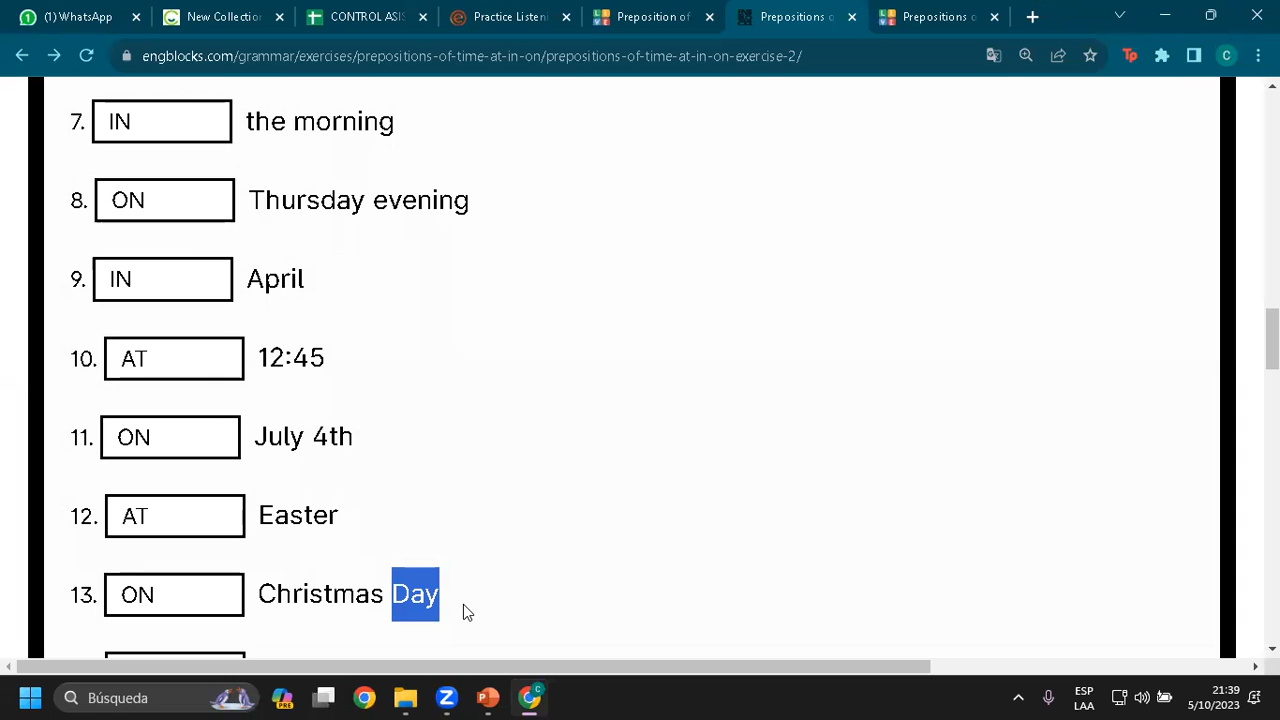 (1) WhatsApp
New Collection
CONTROL ASIS
Practice Listeni
Preposition of
Prepositions o
Prepositions o
engblocks.com/grammar/exercises/prepositions-of-time-at-in-on/prepositions-of-time-at-in-on-exercise-2/
7. IN the morning
8. ON Thursday evening
9. IN April
10. AT 12:45
11. ON July 4th
12. AT Easter
13. ON Christmas Day
Búsqueda
ESP
LAA
21:39
5/10/2023